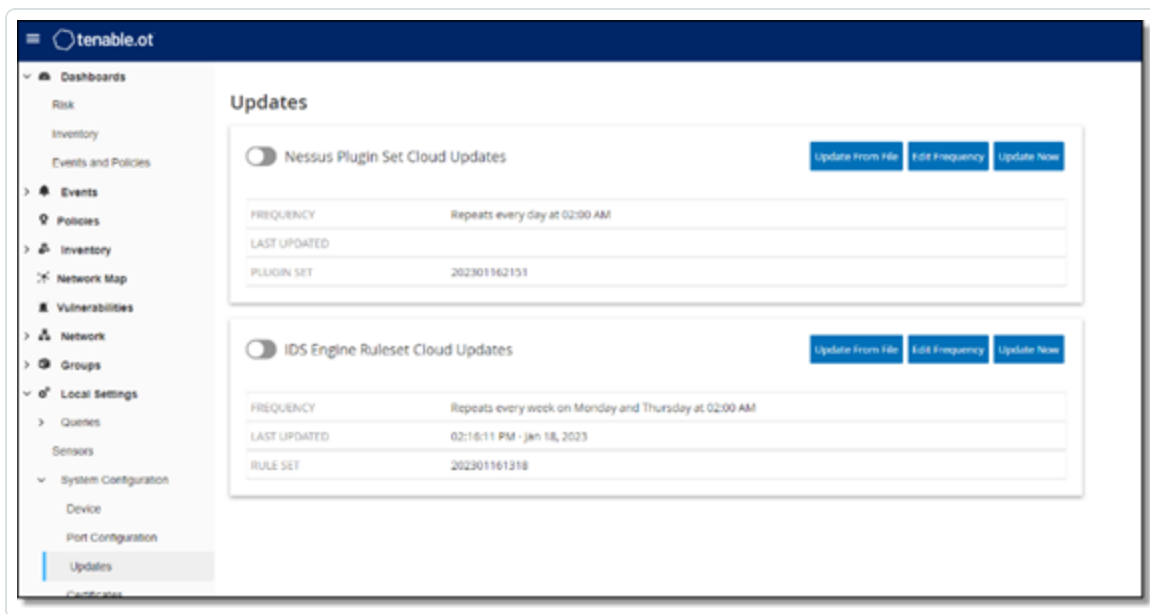 tenable.ot
Dashboards
Risk
Inventory
Events and Policies
Events
Policies
Inventory
Network Map
Vulnerabilities
Network
Groups
Local Settings
Queries
Sensors
System Configuration
Device
Port Configuration
Updates
Certificates
Updates
Nessus Plugin Set Cloud Updates
Update From File Edit Frequency Update Now
FREQUENCY Repeats every day at 02:00 AM
LAST UPDATED
PLUGIN SET 202301162151
IDS Engine Ruleset Cloud Updates
Update From File Edit Frequency Update Now
FREQUENCY Repeats every week on Monday and Thursday at 02:00 AM
LAST UPDATED 02:16:11 PM - Jan 18, 2023
RULE SET 202301161318